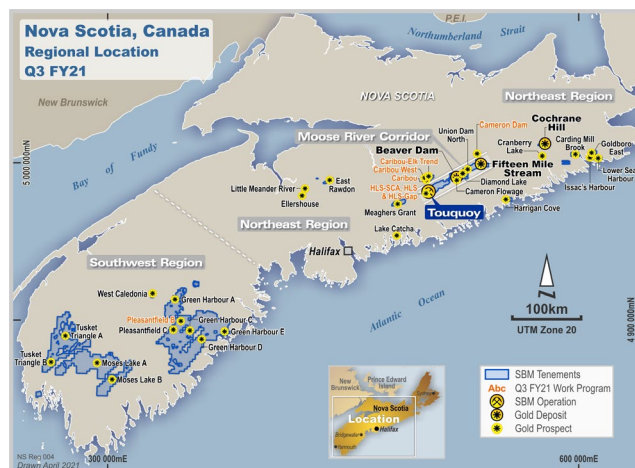 Nova Scotia, Canada
Regional Location
Q3 FY21
P.E.I.
Northumberland Strait
New Brunswick
NOVA SCOTIA
Northeast Region
Bay of Fundy
5 000 000mN
Moose River Corridor
Union Dam
North
Cameron Dam
Cochrane
Hill
Cranberry
Lake
Carding Mill
Brook
Goldboro
East
Beaver Dam
Caribou-Elk Trend
Caribou West
Caribou
HLS-SCA, HLS
& HLS-Gap
Fifteen Mile
Stream
Diamond Lake
Cameron Flowage
Lower Seal
Harbour
Issac's Harbour
East
Rawdon
Little Meander River
Ellershouse
Meaghers Grant
Touquoy
Harrigan Cove
Northeast Region
Lake Catcha
Halifax
Southwest Region
West Caledonia
Green Harbour A
Pleasantfield B
Green Harbour C
Pleasantfield C
Green Harbour E
Green Harbour D
Tusket
Triangle A
Tusket
Triangle B
Moses Lake A
Moses Lake B
Atlantic Ocean
N
100km
UTM Zone 20
4 900 000mN
New
Brunswick
Prince Edward
Island
Nova Scotia
Location
Halifax
Bridgewater
Yarmouth
SBM Tenements
Abc Q3 FY21 Work Program
SBM Operation
Gold Deposit
Gold Prospect
NS Reg 004
Drawn April 2021
300 000mE
600 000mE